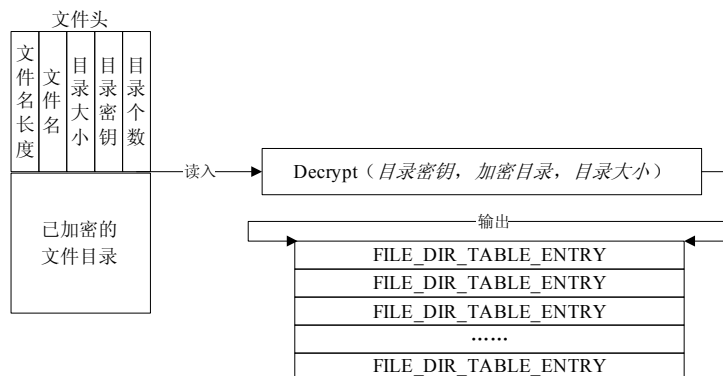 文件头
文件名长度
文件名
目录大小
目录密钥
目录个数
读入
Decrypt（目录密钥，加密目录，目录大小）
已加密的
文件目录
输出
FILE_DIR_TABLE_ENTRY
FILE_DIR_TABLE_ENTRY
FILE_DIR_TABLE_ENTRY
……
FILE_DIR_TABLE_ENTRY